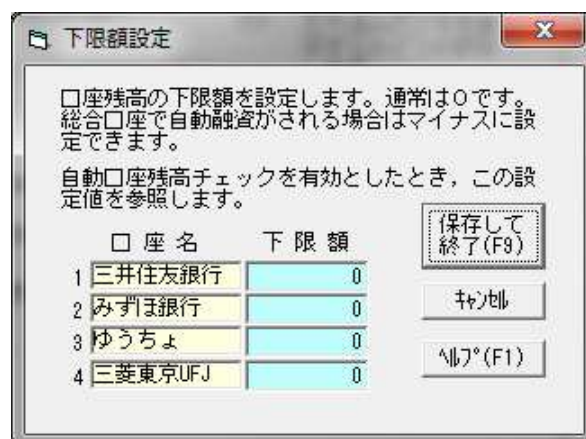 下限額設定
口座残高の下限額を設定します。通常は0です。
総合口座で自動融資がされる場合はマイナスに設
定できます。
自動口座残高チェックを有効としたとき，この設
定値を参照します。
口 座 名 下 限 額
1 三井住友銀行 0
2 みずほ銀行 0
3 ゆうちょ 0
4 三菱東京UFJ 0
保存して
終了(F9)
ｷｬﾝｾﾙ
ﾍﾙﾌﾟ(F1)